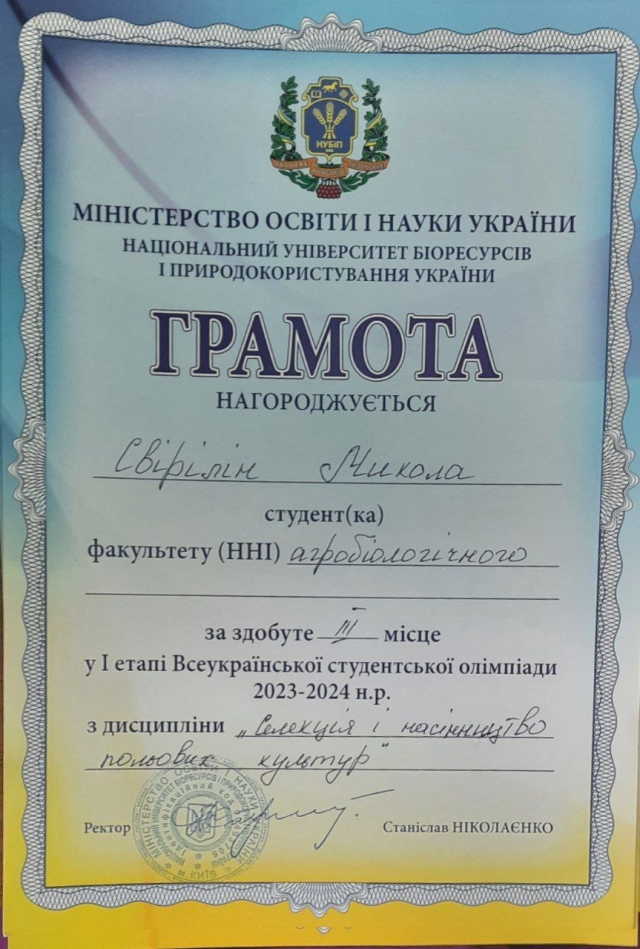 НУБІП
МІНІСТЕРСТВО ОСВІТИ І НАУКИ УКРАЇНИ
НАЦІОНАЛЬНИЙ УНІВЕРСИТЕТ БІОРЕСУРСІВ
І ПРИРОДОКОРИСТУВАННЯ УКРАЇНИ
ГРАМОТА
НАГОРОДЖУЄТЬСЯ
Свірілін Микола
студент(ка)
факультету (ННІ) агробіологічного
за здобуте III місце
у І етапі Всеукраїнської студентської олімпіади
2023-2024 н.р.
з дисципліни „Селекція і насінництво
польових культур"
Ректор Станіслав НІКОЛАЄНКО